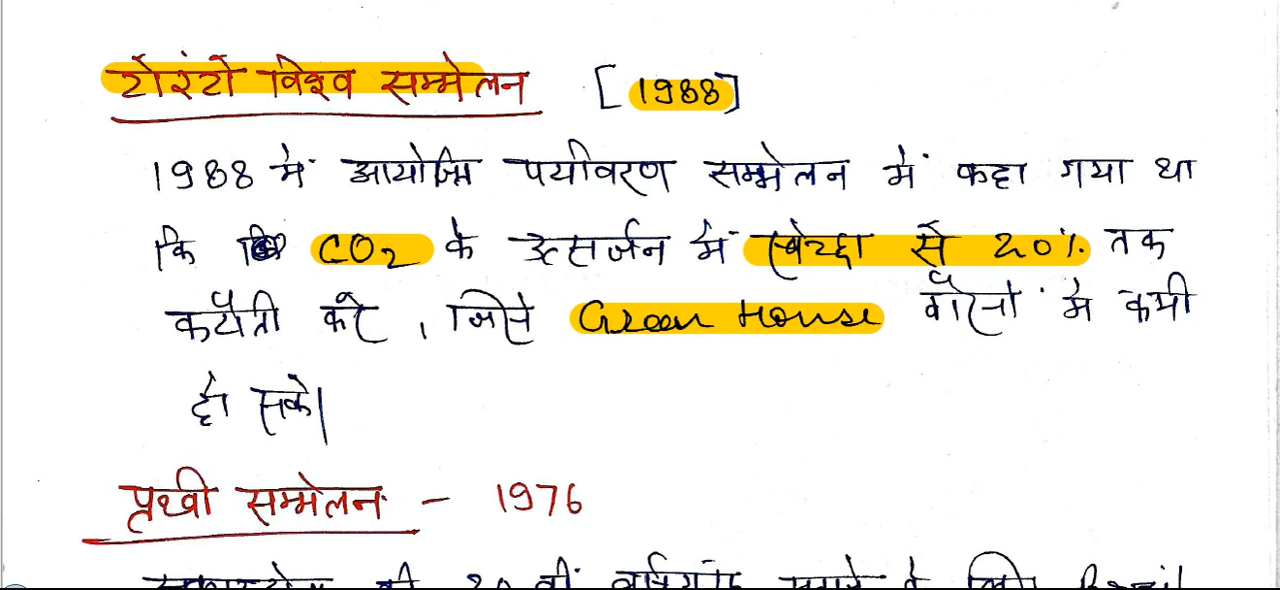 टोरंटो विश्व सम्मेलन [1988]
1988 में आयोजित पर्यावरण सम्मेलन में कहा गया था
कि CO₂ के उत्सर्जन में स्वेच्छा से 20% तक
कटौती करे, जिसे Green House गैसों में कमी
हो सके।
पृथ्वी सम्मेलन - 1976